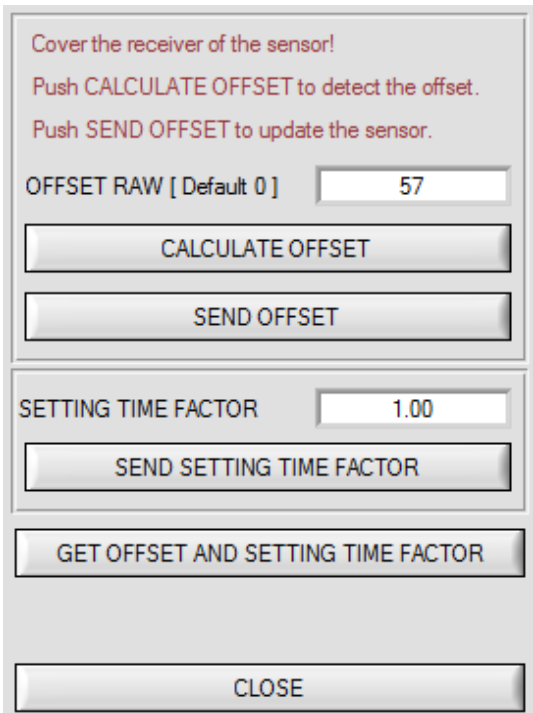 Cover the receiver of the sensor!
Push CALCULATE OFFSET to detect the offset.
Push SEND OFFSET to update the sensor.
OFFSET RAW [ Default 0 ] 57
CALCULATE OFFSET
SEND OFFSET
SETTING TIME FACTOR 1.00
SEND SETTING TIME FACTOR
GET OFFSET AND SETTING TIME FACTOR
CLOSE